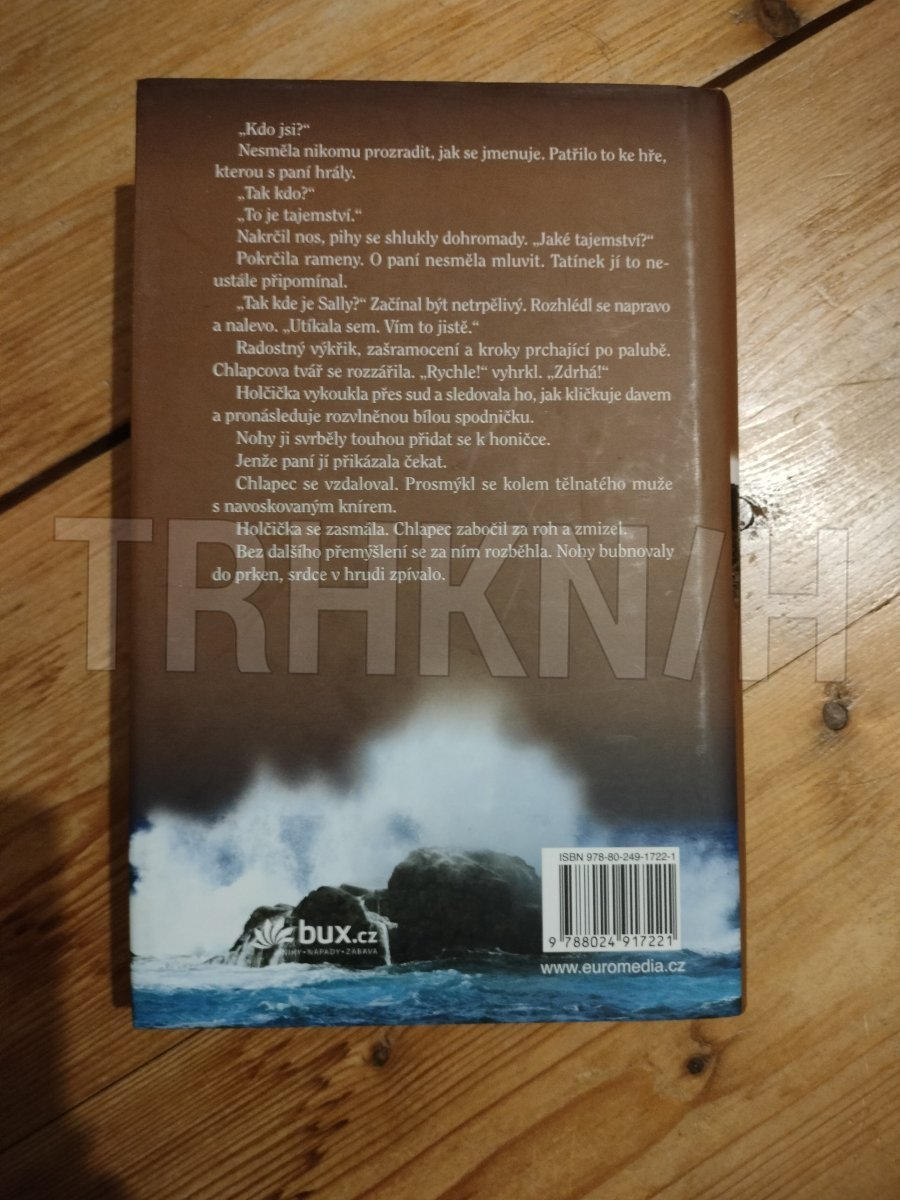 „Kdo jsi?“
Nesměla nikomu prozradit, jak se jmenuje. Patřilo to ke hře,
kterou s paní hrály.
„Tak kdo?“
„To je tajemství.“
Nakrčil nos, pihy se shlukly dohromady. „Jaké tajemství?“
Pokrčila rameny. O paní nesměla mluvit. Tatínek jí to ne-
ustále připomínal.
„Tak kde je Sally?“ Začínal být netrpělivý. Rozhlédl se napravo
a nalevo. „Utíkala sem. Vím to jistě.“
Radostný výkřik, zašramocení a kroky prchající po palubě.
Chlapcova tvář se rozzářila. „Rychle!“ vyhrkl. „Zdrhá!“
Holčička vykoukla přes sud a sledovala ho, jak kličkuje davem
a pronásleduje rozvlněnou bílou spodničku.
Nohy ji svrběly touhou přidat se k honičce.
Jenže paní jí přikázala čekat.
Chlapec se vzdaloval. Prosmýkl se kolem tělnatého muže
s navoskovaným knírem.
Holčička se zasmála. Chlapec zabočil za roh a zmizel.
Bez dalšího přemýšlení se za ním rozběhla. Nohy bubnovaly
do prken, srdce v hrudi zpívalo.
TRHKNIH
ISBN 978-80-249-1722-1
bux.cz
KNIHY•NÁPADY•ZÁBAVA
9 788024 917221
www.euromedia.cz